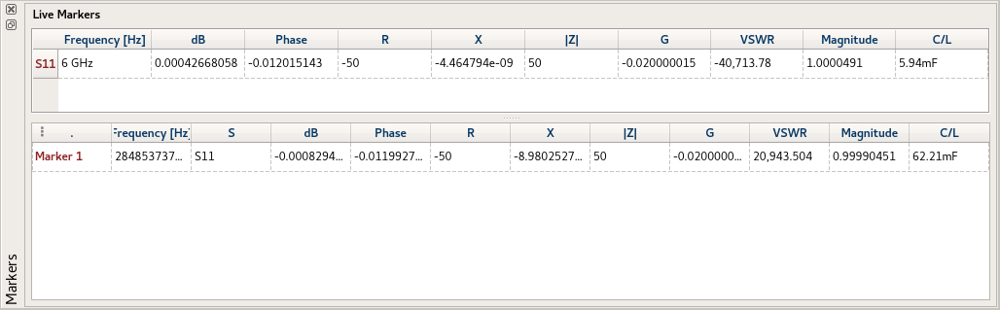 Live Markers
Frequency [Hz] dB Phase R X |Z| G VSWR Magnitude C/L
S11 6 GHz 0.00042668058 -0.012015143 -50 -4.464794e-09 50 -0.020000015 -40,713.78 1.0000491 5.94mF
. Frequency [Hz] S dB Phase R X |Z| G VSWR Magnitude C/L
Marker 1 284853737... S11 -0.0008294... -0.0119927... -50 -8.9802527... 50 -0.0200000... 20,943.504 0.99990451 62.21mF
Markers